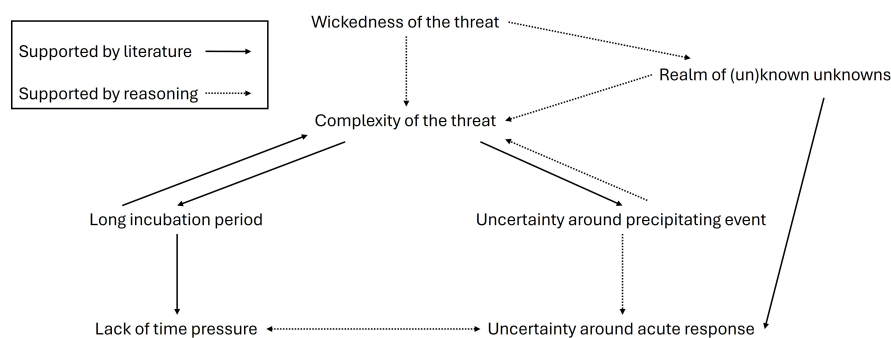 Wickedness of the threat
Supported by literature
Supported by reasoning
Realm of (un)known unknowns
Complexity of the threat
Long incubation period
Uncertainty around precipitating event
Lack of time pressure
Uncertainty around acute response